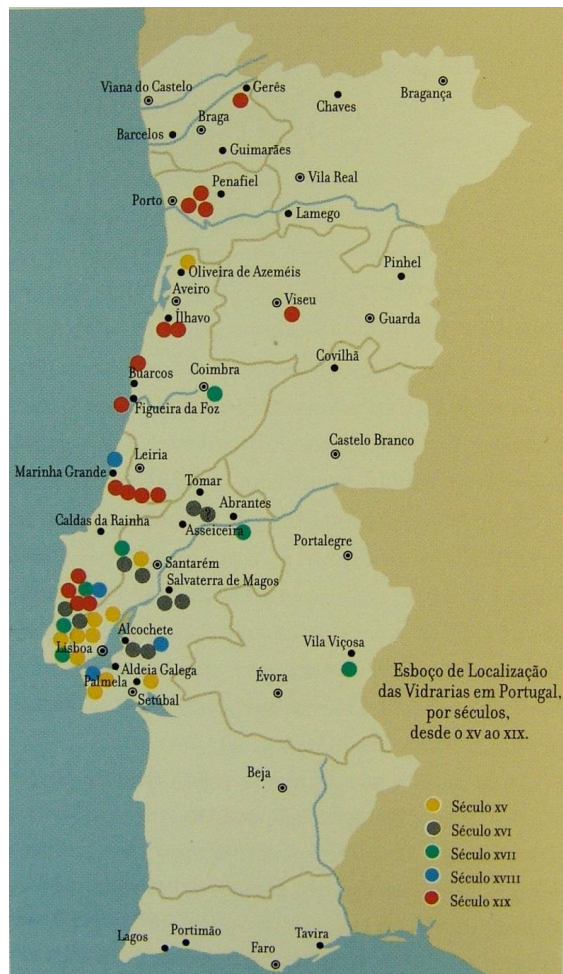 Viana do Castelo
Gerês
Bragança
Chaves
Braga
Barcelos
Guimarães
Vila Real
Penafiel
Porto
Lamego
Pinhel
Oliveira de Azeméis
Aveiro
Viseu
Ílhavo
Guarda
Covilhã
Coimbra
Buarcos
Figueira da Foz
Castelo Branco
Leiria
Marinha Grande
Tomar
Abrantes
Caldas da Rainha
?
Asseiceira
Portalegre
Santarém
Salvaterra de Magos
Alcochete
Vila Viçosa
Lisboa
Aldeia Galega
Évora
Palmela
Setúbal
Esboço de Localização
das Vidrarias em Portugal,
por séculos,
desde o XV ao XIX.
Beja
Século XV
Século XVI
Século XVII
Século XVIII
Século XIX
Lagos
Portimão
Tavira
Faro